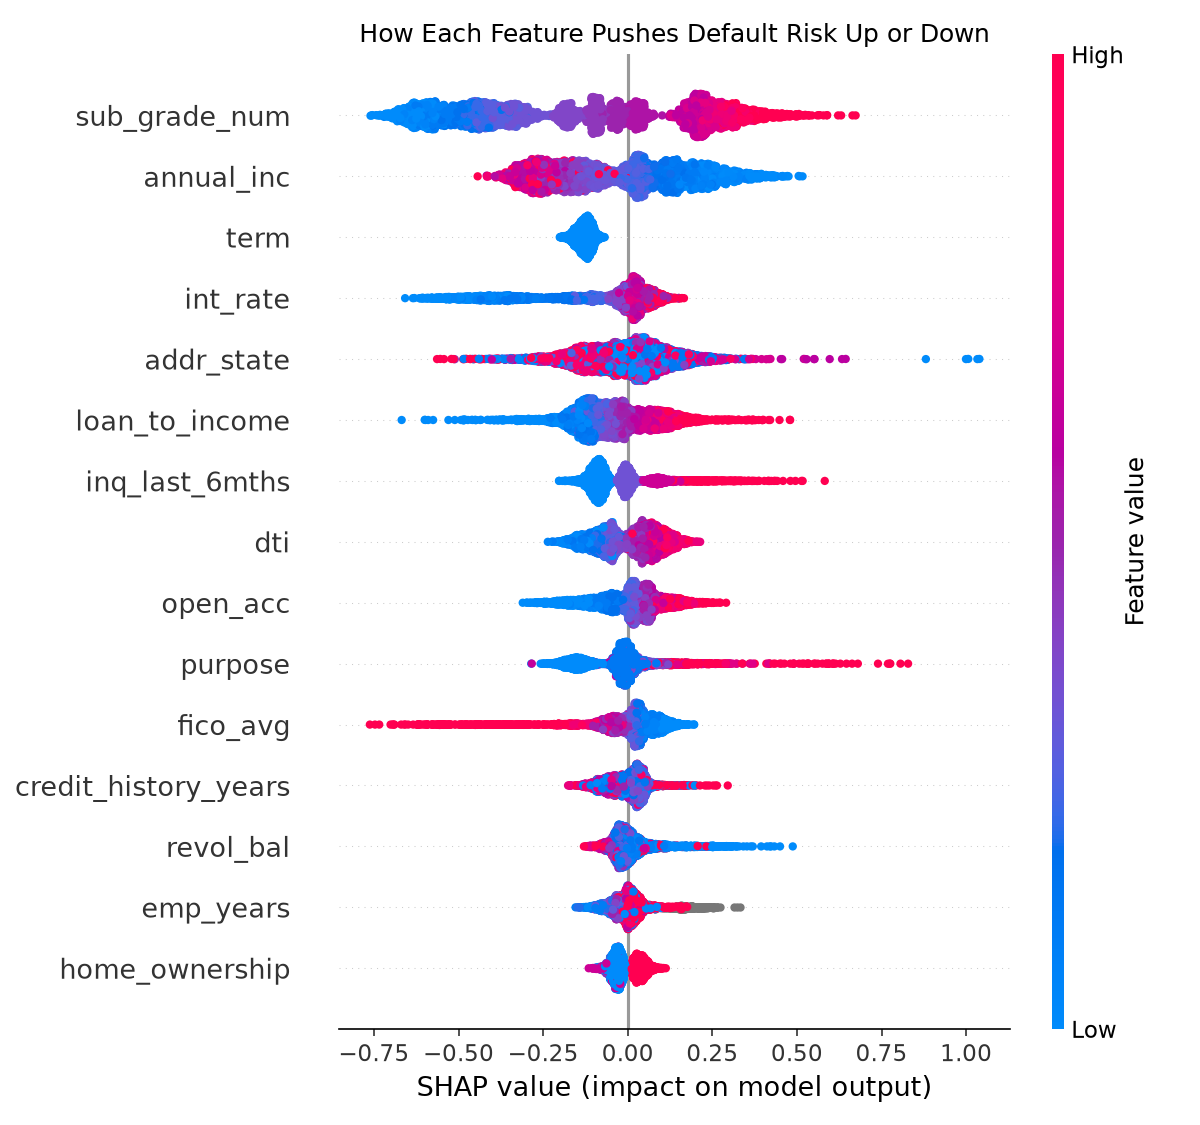 How Each Feature Pushes Default Risk Up or Down
High
sub_grade_num
annual_inc
term
int_rate
addr_state
loan_to_income
inq_last_6mths
dti
open_acc
purpose
fico_avg
credit_history_years
revol_bal
emp_years
home_ownership
Feature value
Low
−0.75 −0.50 −0.25 0.00 0.25 0.50 0.75 1.00
SHAP value (impact on model output)